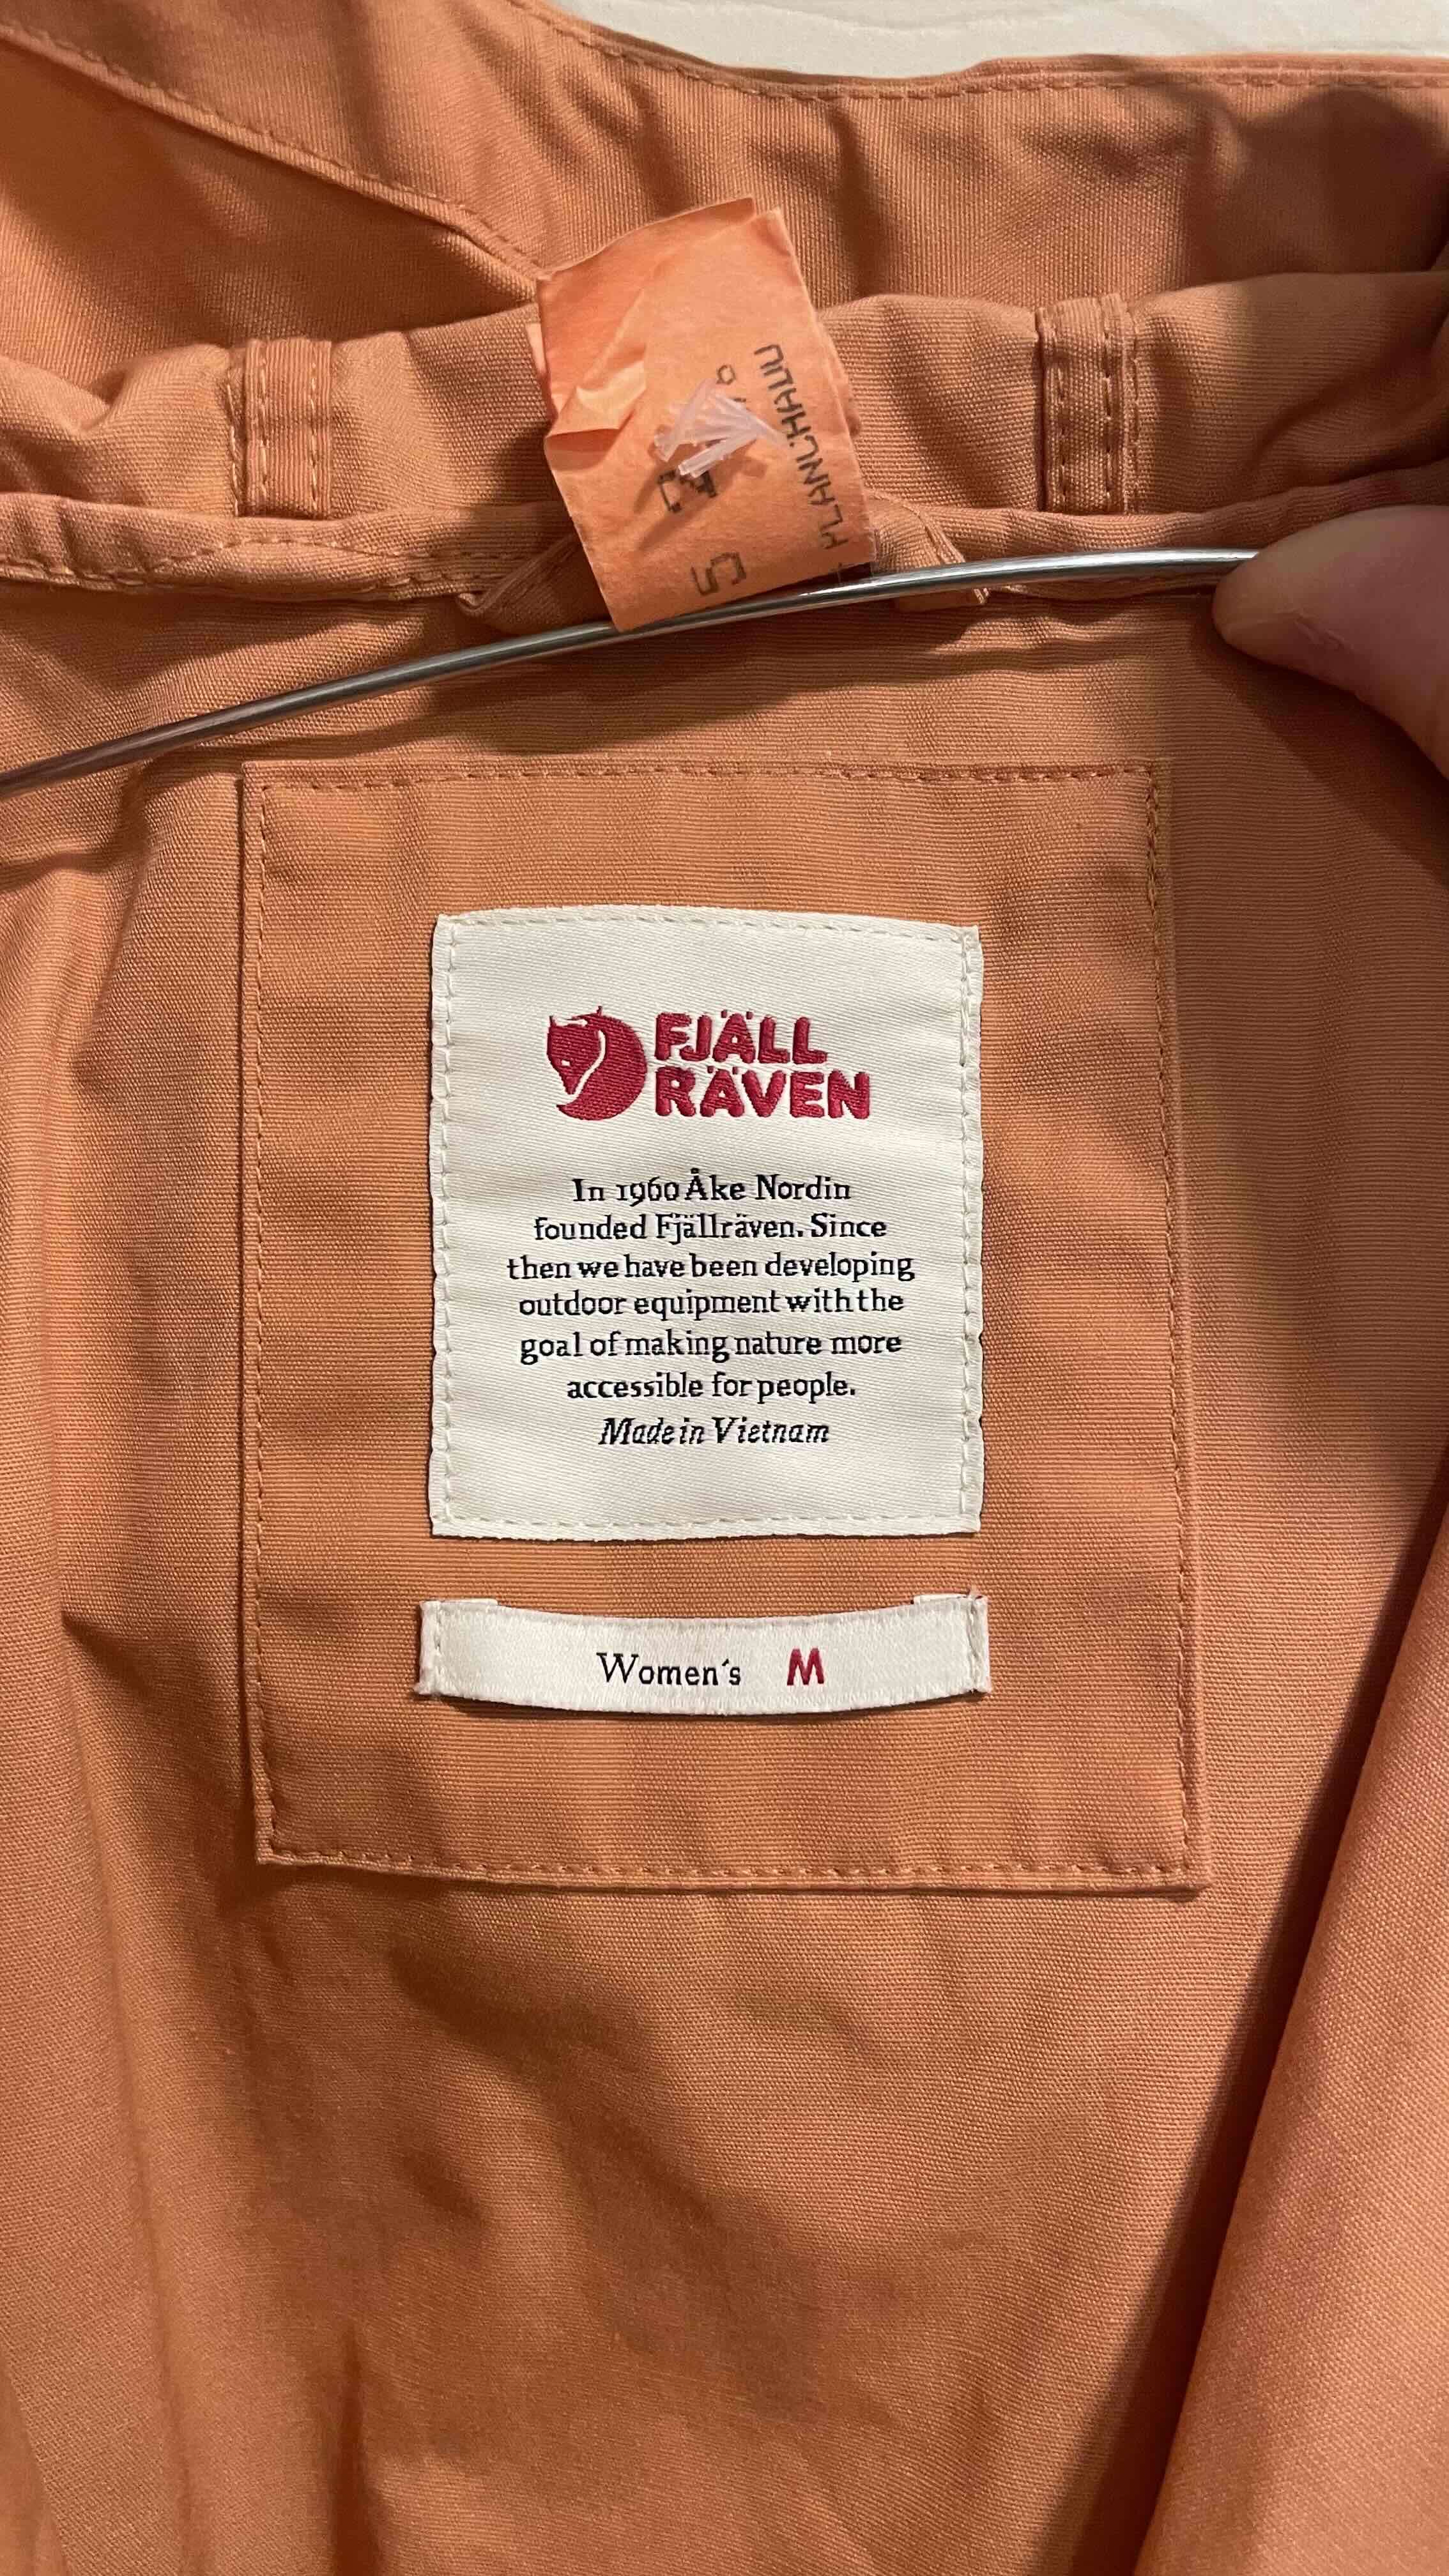 FJÄLL
RÄVEN
In 1960 Åke Nordin
founded Fjällräven. Since
then we have been developing
outdoor equipment with the
goal of making nature more
accessible for people.
Made in Vietnam
Women´s M